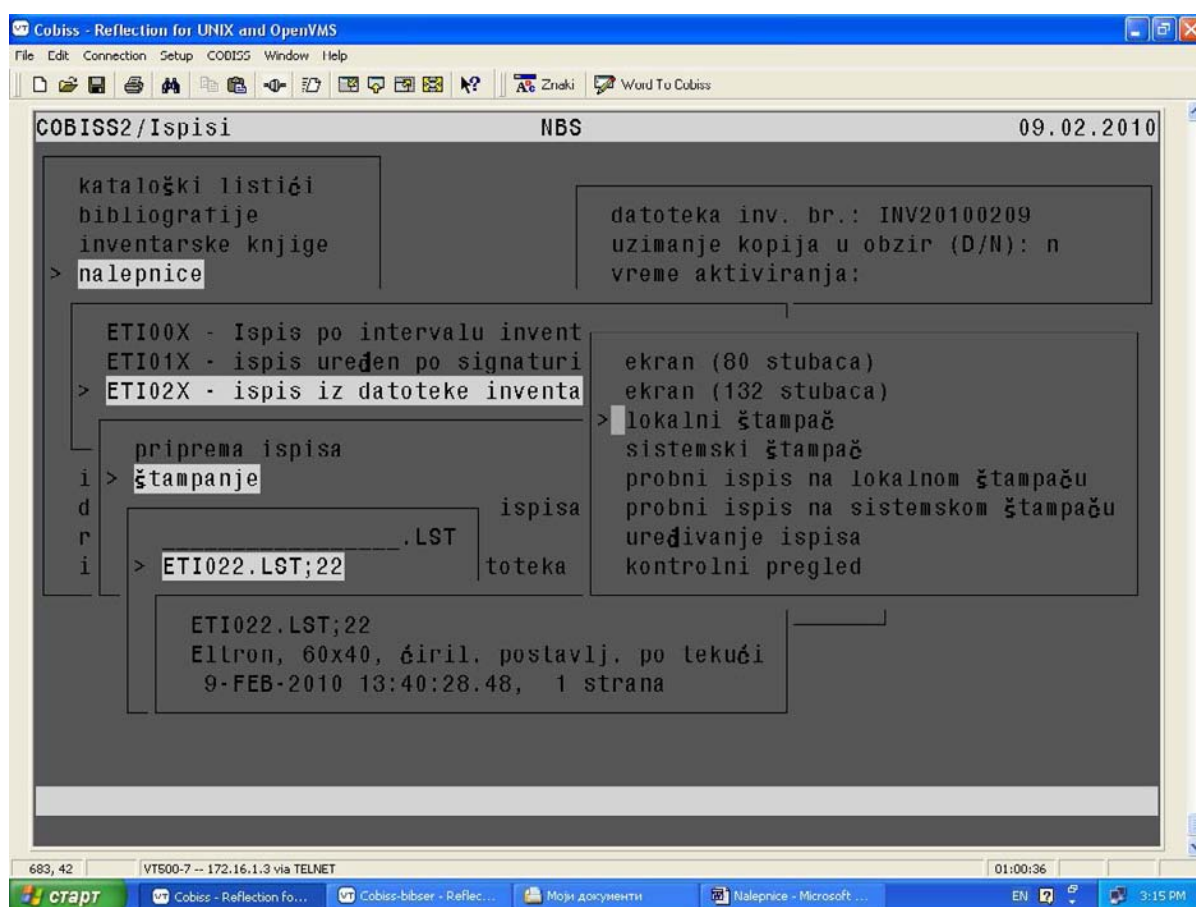 Cobiss - Reflection for UNIX and OpenVMS
File Edit Connection Setup COBISS Window Help
Znaki Word To Cobiss
COBISS2/Ispisi NBS 09.02.2010
kataloški listići
bibliografije
inventarske knjige
> nalepnice
datoteka inv. br.: INV20100209
uzimanje kopija u obzir (D/N): n
vreme aktiviranja:
ETI00X - Ispis po intervalu invent
ETI01X - ispis uređen po signaturi
> ETI02X - ispis iz datoteke inventa
ekran (80 stubaca)
ekran (132 stubaca)
> lokalni štampač
sistemski štampač
probni ispis na lokalnom štampaču
probni ispis na sistemskom štampaču
uređivanje ispisa
kontrolni pregled
priprema ispisa
i > štampanje
d ispisa
r _________________.LST
i > ETI022.LST;22 toteka
ETI022.LST;22
Eltron, 60x40, ćiril. postavlj. po tekući
9-FEB-2010 13:40:28.48, 1 strana
683, 42 VT500-7 -- 172.16.1.3 via TELNET 01:00:36
старт Cobiss - Reflection fo... Cobiss-bibser - Reflec... Моји документи Nalepnice - Microsoft ... EN 3:15 PM